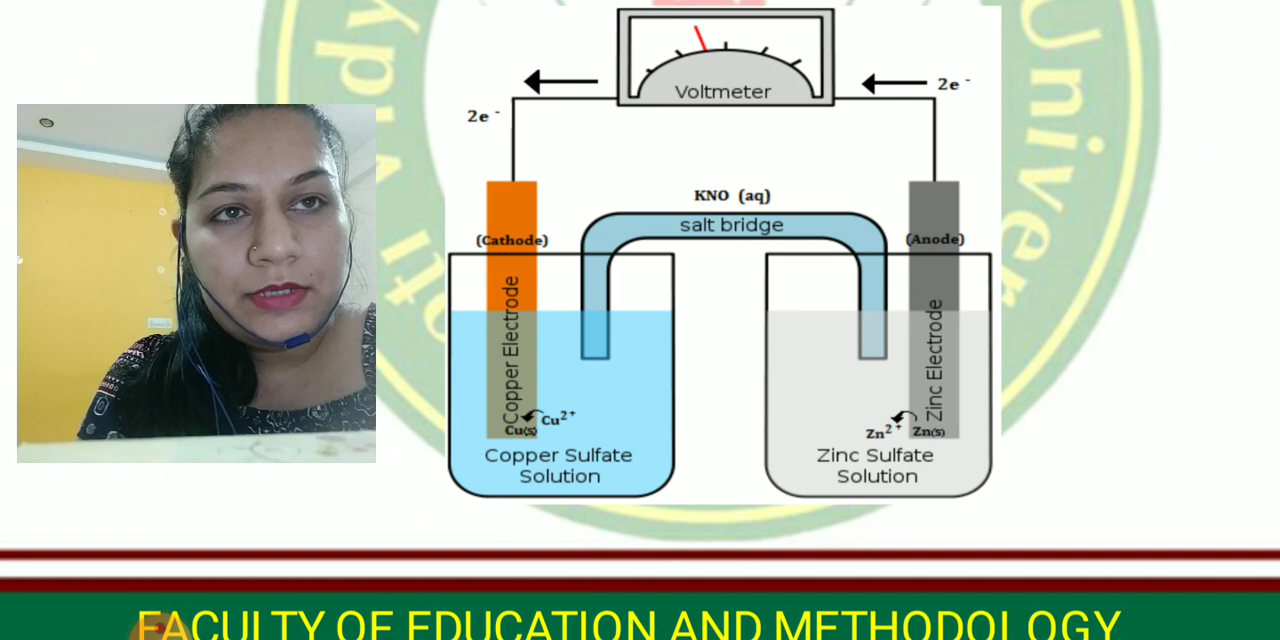 Voltmeter
2e -
2e -
KNO (aq)
salt bridge
(Cathode)
(Anode)
Copper Electrode
Zinc Electrode
Cu2+
Cu(s)
Zn2+ Zn(s)
Copper Sulfate
Solution
Zinc Sulfate
Solution
Univer
FACULTY OF EDUCATION AND METHODOLOGY